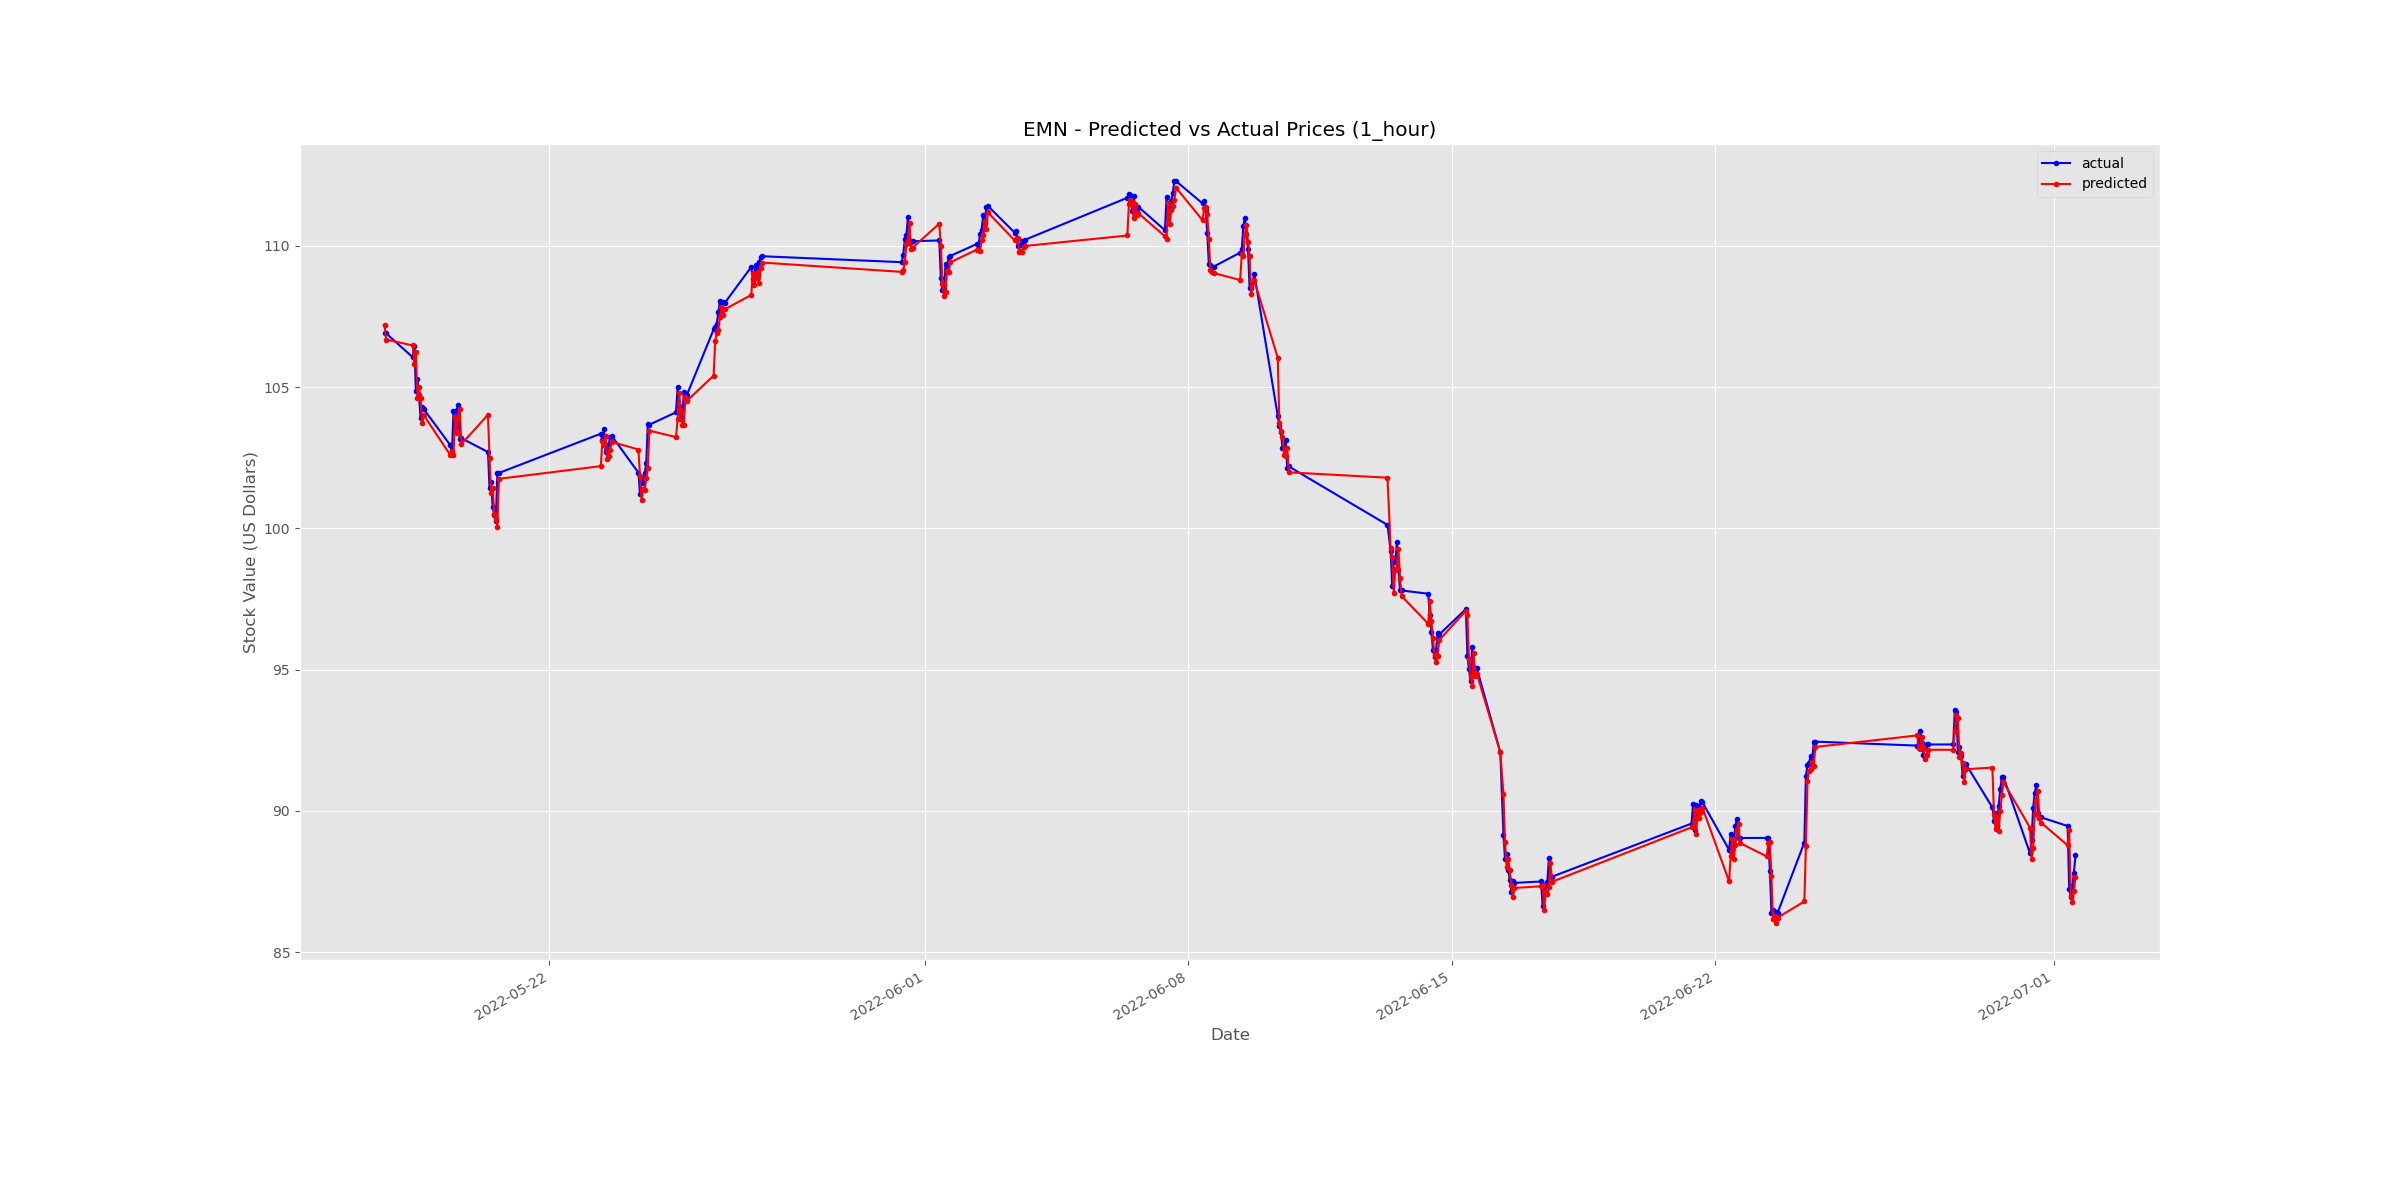 EMN - Predicted vs Actual Prices (1_hour)
actual
predicted
110
105
100
95
90
85
Stock Value (US Dollars)
2022-05-22
2022-06-01
2022-06-08
2022-06-15
2022-06-22
2022-07-01
Date